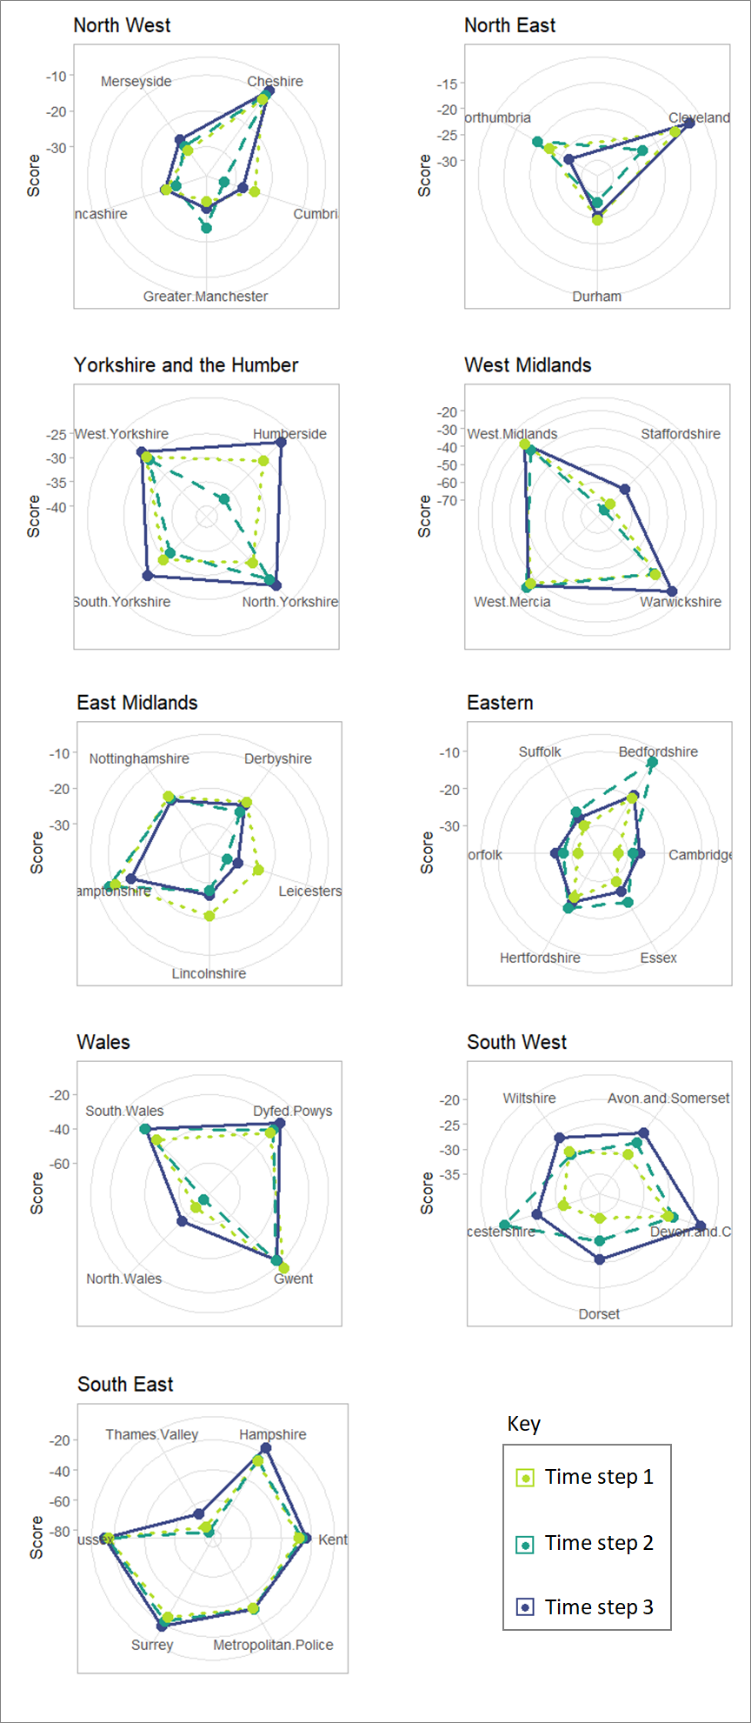 North West
-10
-20
-30
Score
Merseyside
Cheshire
ncashire
Cumbri
Greater.Manchester
North East
-15
-20
-25
-30
Score
orthumbria
Cleveland
Durham
Yorkshire and the Humber
-25
-30
-35
-40
Score
West.Yorkshire
Humberside
South.Yorkshire
North.Yorkshire
West Midlands
-20
-30
-40
-50
-60
-70
Score
West.Midlands
Staffordshire
West.Mercia
Warwickshire
East Midlands
-10
-20
-30
Score
Nottinghamshire
Derbyshire
amptonshire
Leicesters
Lincolnshire
Eastern
-10
-20
-30
Score
Suffolk
Bedfordshire
orfolk
Cambridge
Hertfordshire
Essex
Wales
-20
-40
-60
Score
South.Wales
Dyfed.Powys
North.Wales
Gwent
South West
-20
-25
-30
-35
Score
Wiltshire
Avon.and.Somerset
cestershire
Devon.and.C
Dorset
South East
-20
-40
-60
-80
Score
Thames.Valley
Hampshire
ussex
Kent
Surrey
Metropolitan.Police
Key
Time step 1
Time step 2
Time step 3